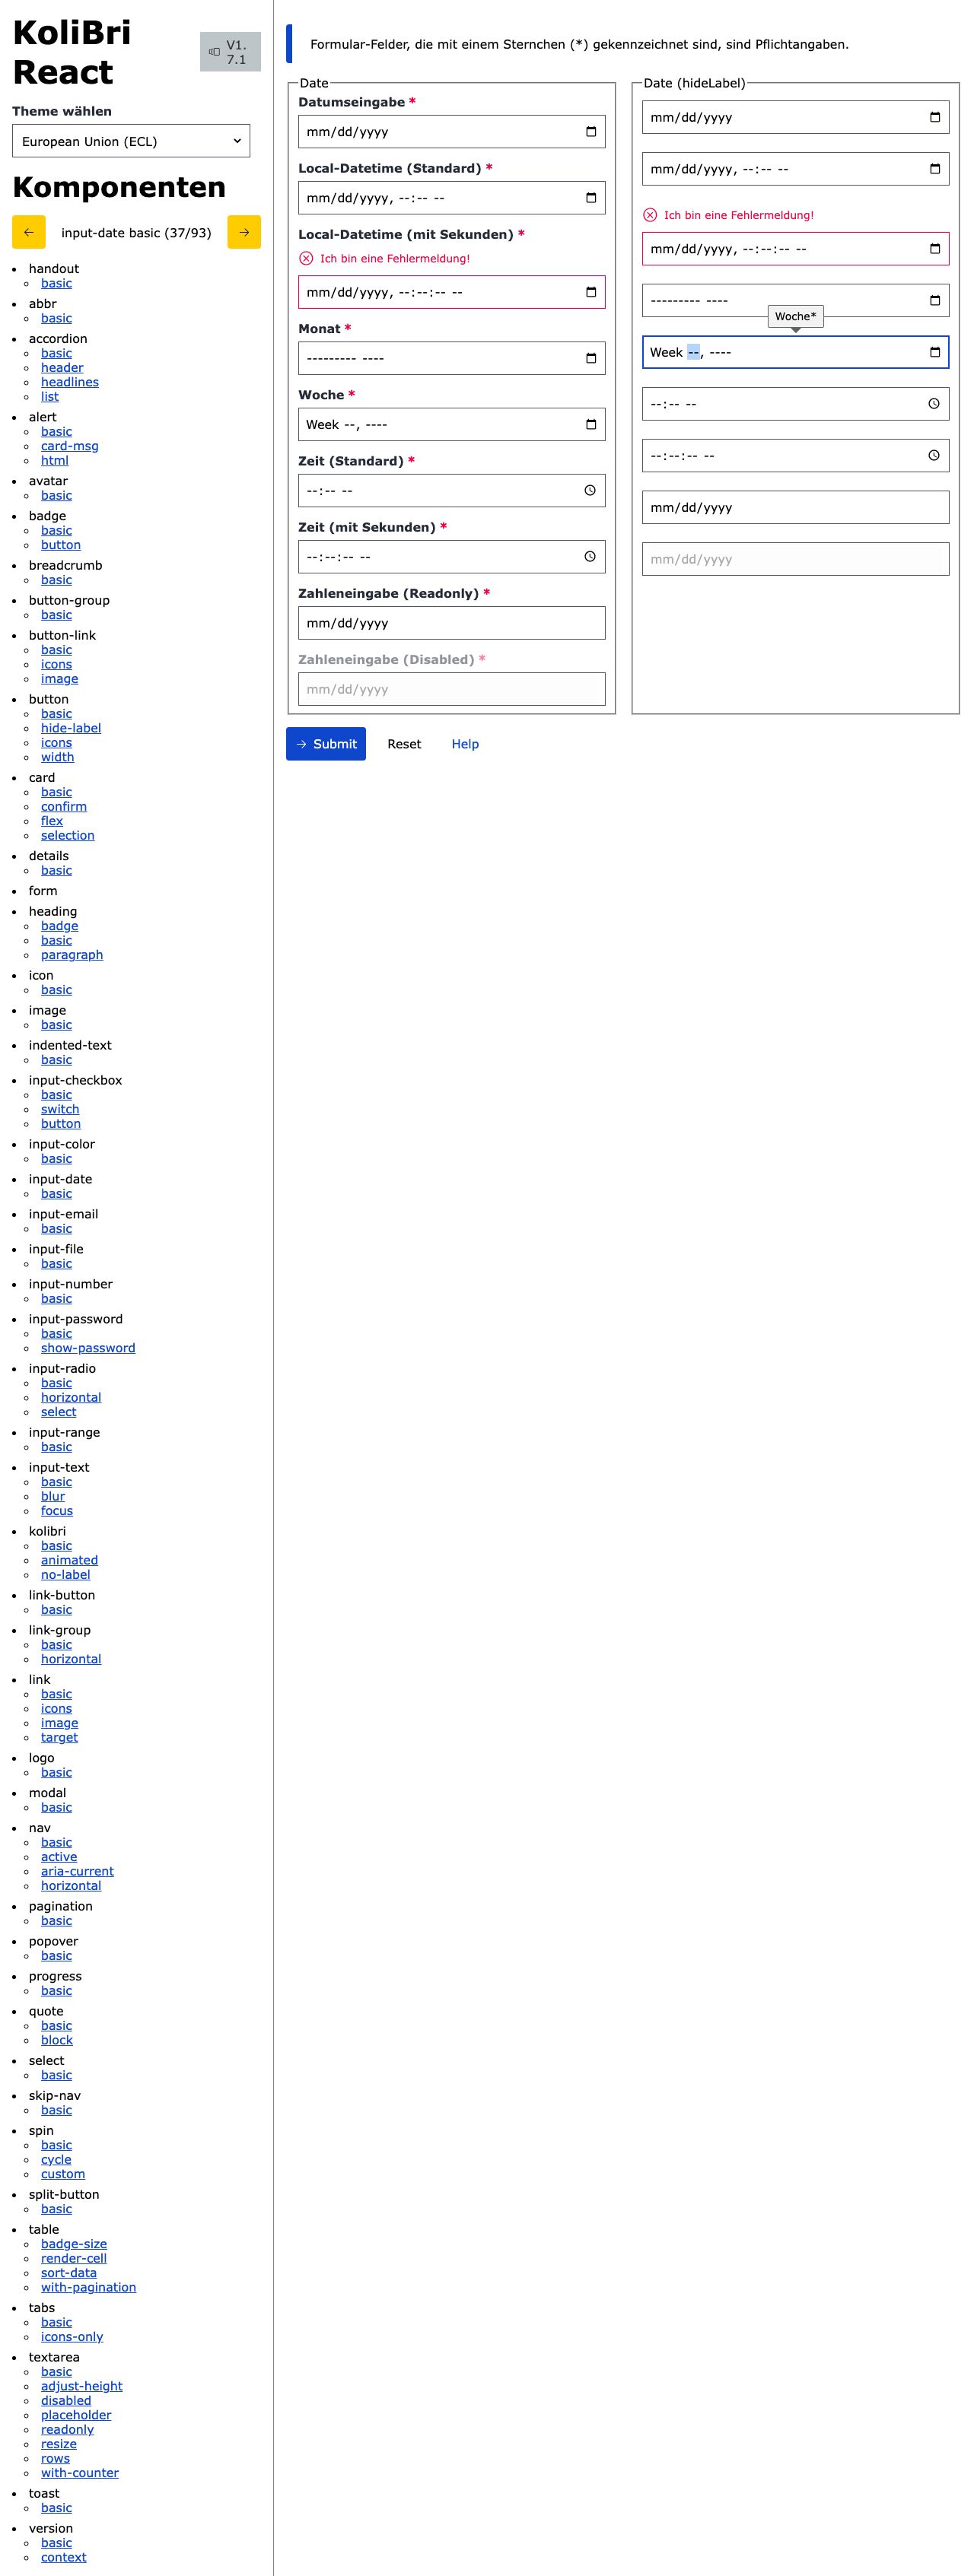 KoliBri
React
V1.
7.1
Theme wählen
European Union (ECL)
Komponenten
input-date basic (37/93)
handout
basic
abbr
basic
accordion
basic
header
headlines
list
alert
basic
card-msg
html
avatar
basic
badge
basic
button
breadcrumb
basic
button-group
basic
button-link
basic
icons
image
button
basic
hide-label
icons
width
card
basic
confirm
flex
selection
details
basic
form
heading
badge
basic
paragraph
icon
basic
image
basic
indented-text
basic
input-checkbox
basic
switch
button
input-color
basic
input-date
basic
input-email
basic
input-file
basic
input-number
basic
input-password
basic
show-password
input-radio
basic
horizontal
select
input-range
basic
input-text
basic
blur
focus
kolibri
basic
animated
no-label
link-button
basic
link-group
basic
horizontal
link
basic
icons
image
target
logo
basic
modal
basic
nav
basic
active
aria-current
horizontal
pagination
basic
popover
basic
progress
basic
quote
basic
block
select
basic
skip-nav
basic
spin
basic
cycle
custom
split-button
basic
table
badge-size
render-cell
sort-data
with-pagination
tabs
basic
icons-only
textarea
basic
adjust-height
disabled
placeholder
readonly
resize
rows
with-counter
toast
basic
version
basic
context
Formular-Felder, die mit einem Sternchen (*) gekennzeichnet sind, sind Pflichtangaben.
Date
Datumseingabe *
mm/dd/yyyy
Local-Datetime (Standard) *
mm/dd/yyyy, --:-- --
Local-Datetime (mit Sekunden) *
Ich bin eine Fehlermeldung!
mm/dd/yyyy, --:--:-- --
Monat *
--------- ----
Woche *
Week --, ----
Zeit (Standard) *
--:-- --
Zeit (mit Sekunden) *
--:--:-- --
Zahleneingabe (Readonly) *
mm/dd/yyyy
Zahleneingabe (Disabled) *
mm/dd/yyyy
Date (hideLabel)
mm/dd/yyyy
mm/dd/yyyy, --:-- --
Ich bin eine Fehlermeldung!
mm/dd/yyyy, --:--:-- --
--------- ----
Woche*
Week --, ----
--:-- --
--:--:-- --
mm/dd/yyyy
mm/dd/yyyy
Submit
Reset
Help